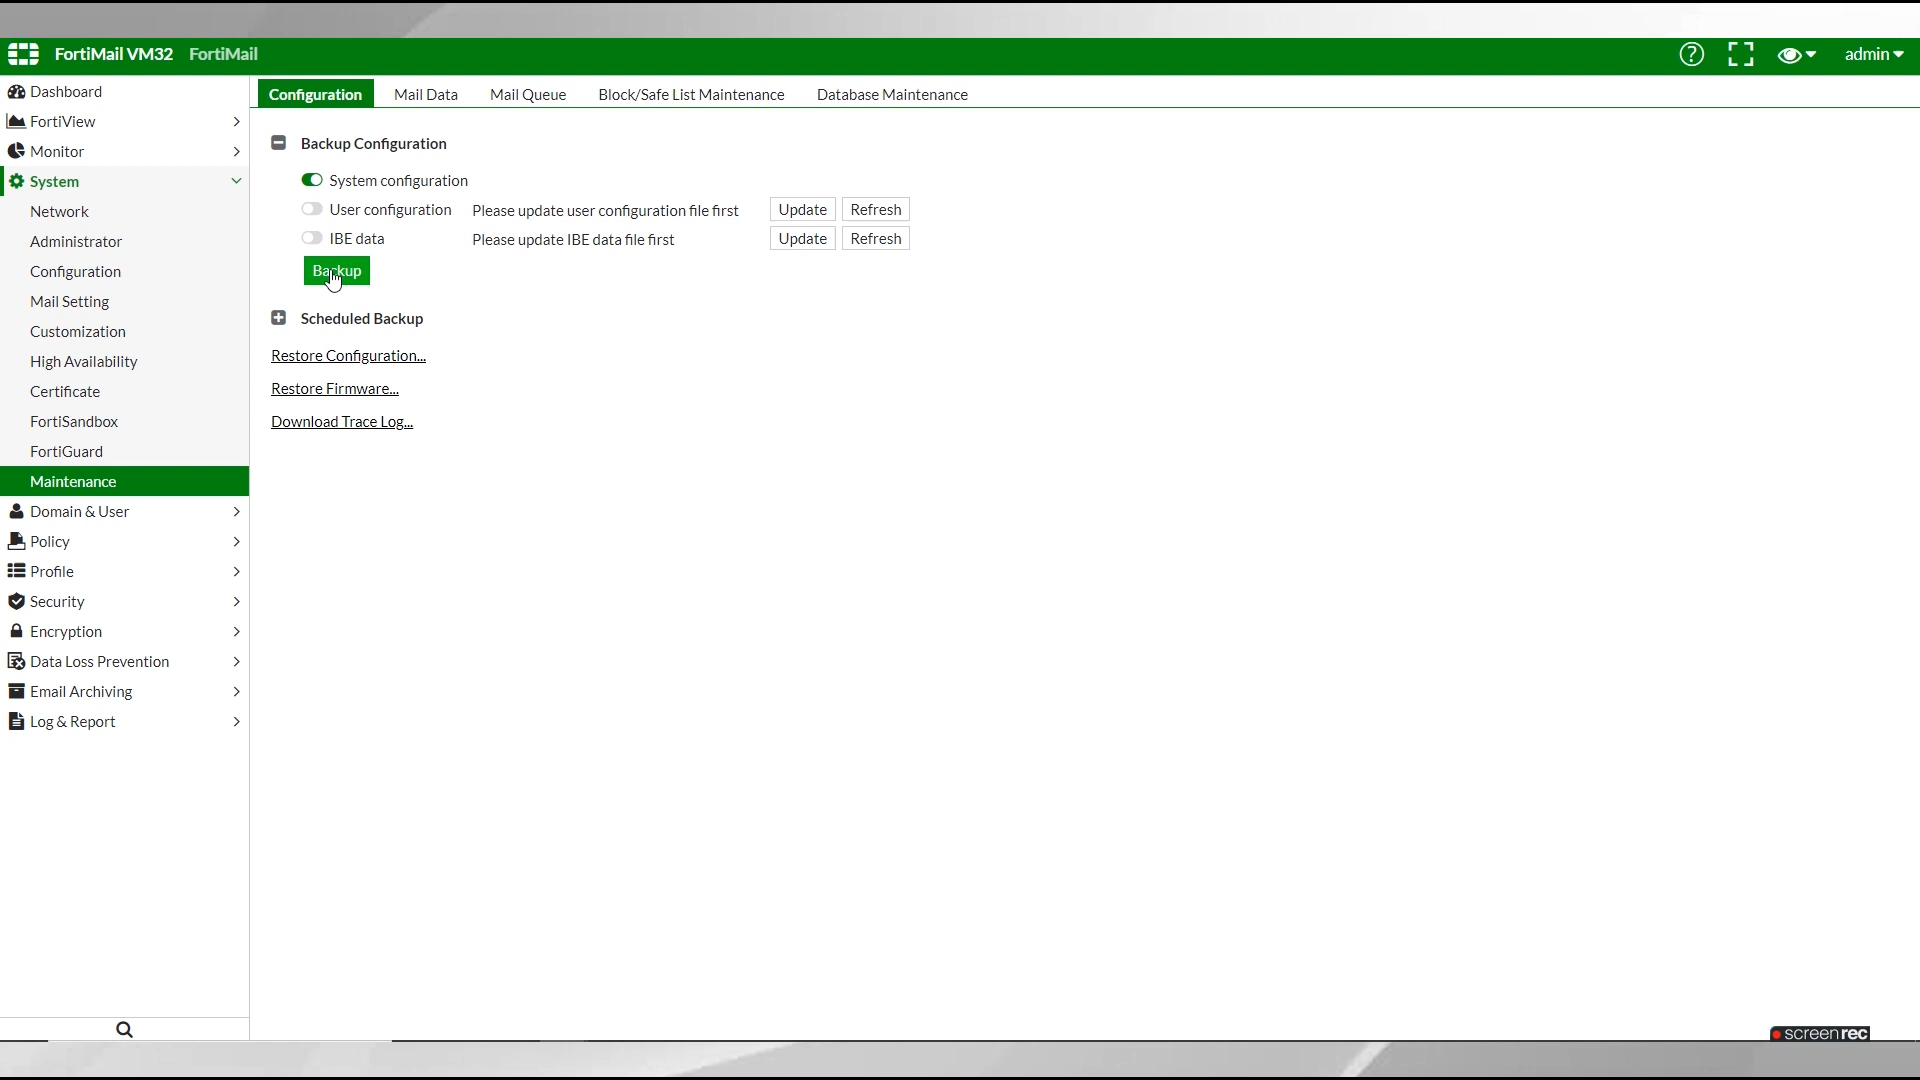 FortiMail VM32 FortiMail
admin
Dashboard
FortiView
Monitor
System
Network
Administrator
Configuration
Mail Setting
Customization
High Availability
Certificate
FortiSandbox
FortiGuard
Maintenance
Domain & User
Policy
Profile
Security
Encryption
Data Loss Prevention
Email Archiving
Log & Report
Configuration Mail Data Mail Queue Block/Safe List Maintenance Database Maintenance
Backup Configuration
System configuration
User configuration Please update user configuration file first Update Refresh
IBE data Please update IBE data file first Update Refresh
Backup
Scheduled Backup
Restore Configuration...
Restore Firmware...
Download Trace Log...
screenrec